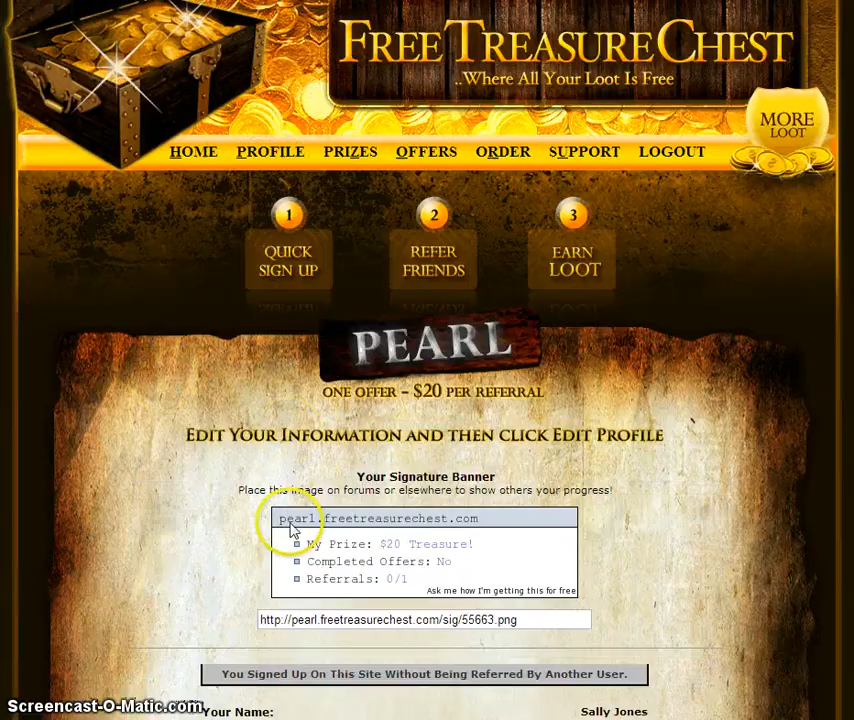 FREE TREASURE CHEST
..Where All Your Loot Is Free
MORE
LOOT
HOME PROFILE PRIZES OFFERS ORDER SUPPORT LOGOUT
1 2 3
QUICK
SIGN UP
REFER
FRIENDS
EARN
LOOT
PEARL
ONE OFFER - $20 PER REFERRAL
EDIT YOUR INFORMATION AND THEN CLICK EDIT PROFILE
Your Signature Banner
Place this image on forums or elsewhere to show others your progress!
pearl.freetreasurechest.com
My Prize: $20 Treasure!
Completed Offers: No
Referrals: 0/1
Ask me how I'm getting this for free
http://pearl.freetreasurechest.com/sig/55663.png
You Signed Up On This Site Without Being Referred By Another User.
Your Name: Sally Jones
Screencast-O-Matic.com